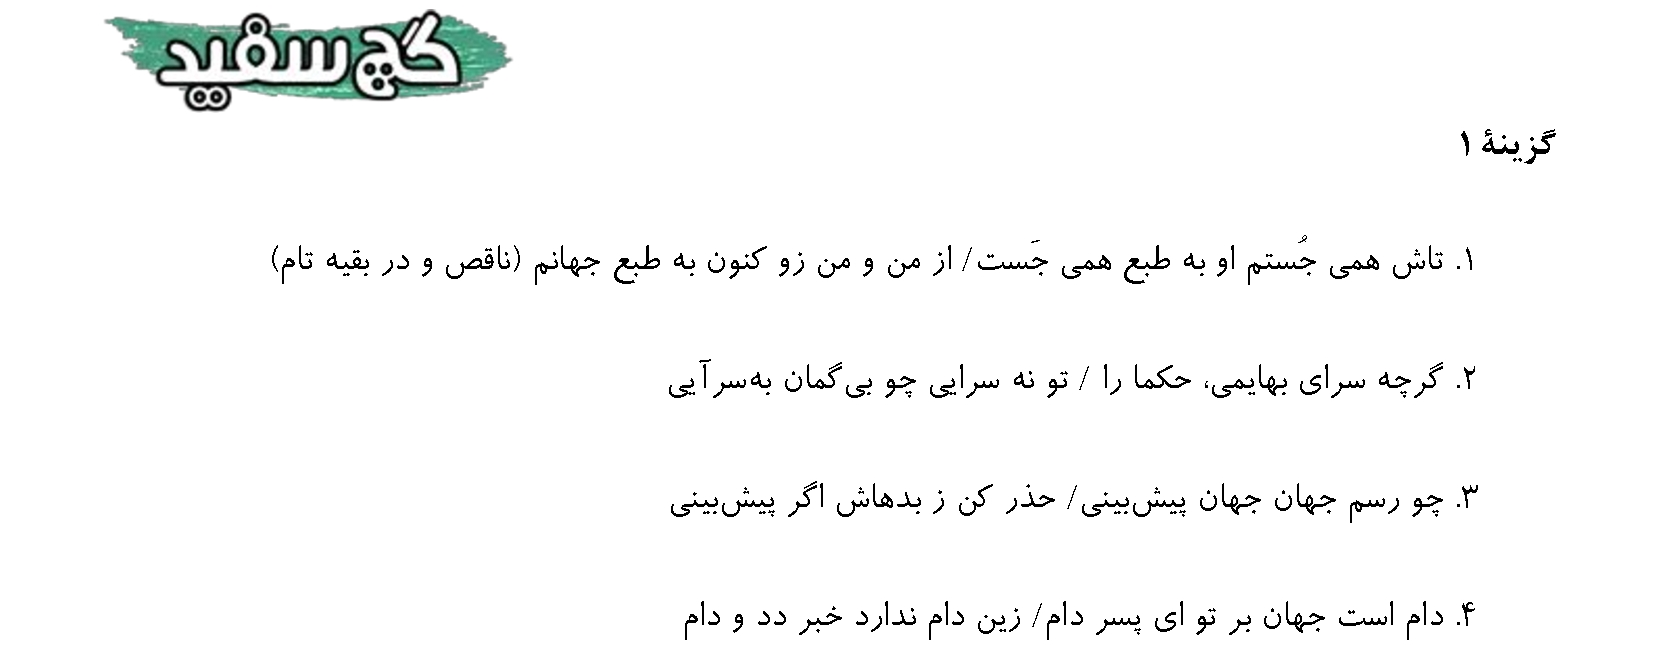 گچ سفید
گزینهٔ ۱
۱. تاش همی جُستم او به طبع همی جَست/ از من و من زو کنون به طبع جهانم (ناقص و در بقیه تام)
۲. گرچه سرای بهایمی، حکما را / تو نه سرایی چو بی‌گمان به‌سرآیی
۳. چو رسم جهان جهان پیش‌بینی/ حذر کن ز بدهاش اگر پیش‌بینی
۴. دام است جهان بر تو ای پسر دام/ زین دام ندارد خبر دد و دام